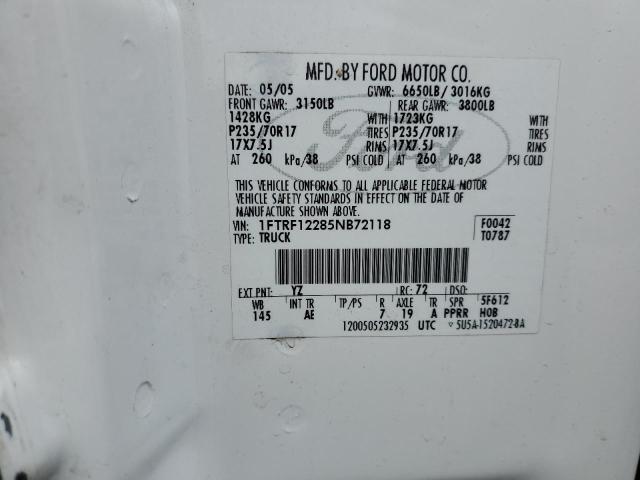 MFD. BY FORD MOTOR CO.
DATE: 05/05 GVWR: 6650LB/ 3016KG
FRONT GAWR: 3150LB REAR GAWR: 3800LB
1428KG WITH 1723KG WITH
P235/70R17 TIRES P235/70R17 TIRES
17X7.5J RIMS 17X7.5J RIMS
AT 260 kPa/38 PSI COLD AT 260 kPa/38 PSI COLD
THIS VEHICLE CONFORMS TO ALL APPLICABLE FEDERAL MOTOR
VEHICLE SAFETY STANDARDS IN EFFECT ON THE DATE OF
MANUFACTURE SHOWN ABOVE.
VIN: 1FTRF12285NB72118 F0042
TYPE: TRUCK T0787
EXT PNT: YZ RC: 72 DSO:
WB INT TR TP/PS R AXLE TR SPR 5F612
145 AE 7 19 A PPRR HOB
1200505232935 UTC ▽5U5A-1520472-BA
Ford